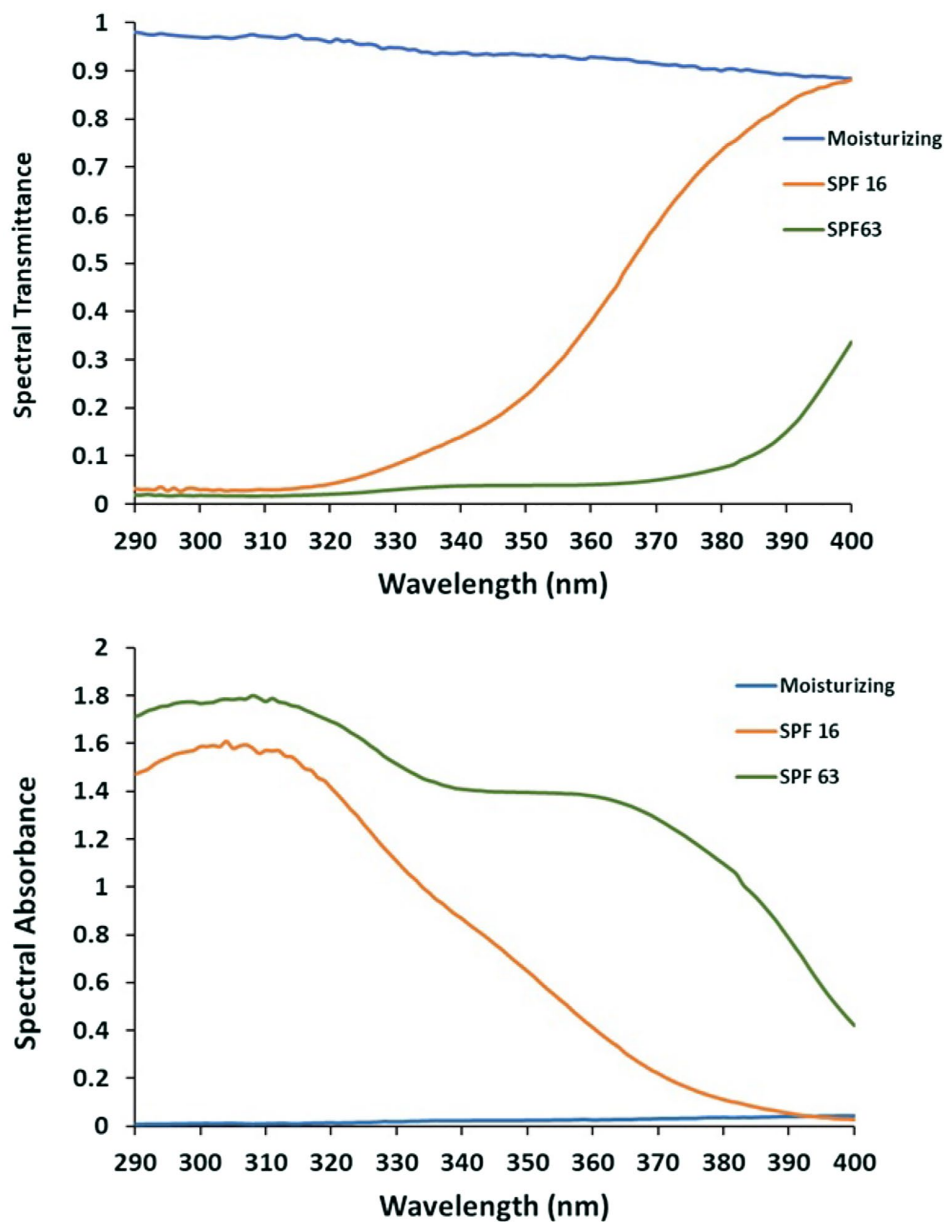 1
0.9
0.8
0.7
0.6
0.5
0.4
0.3
0.2
0.1
0
Spectral Transmittance
Moisturizing
SPF 16
SPF63
290 300 310 320 330 340 350 360 370 380 390 400
Wavelength (nm)
2
1.8
1.6
1.4
1.2
1
0.8
0.6
0.4
0.2
0
Spectral Absorbance
Moisturizing
SPF 16
SPF 63
290 300 310 320 330 340 350 360 370 380 390 400
Wavelength (nm)